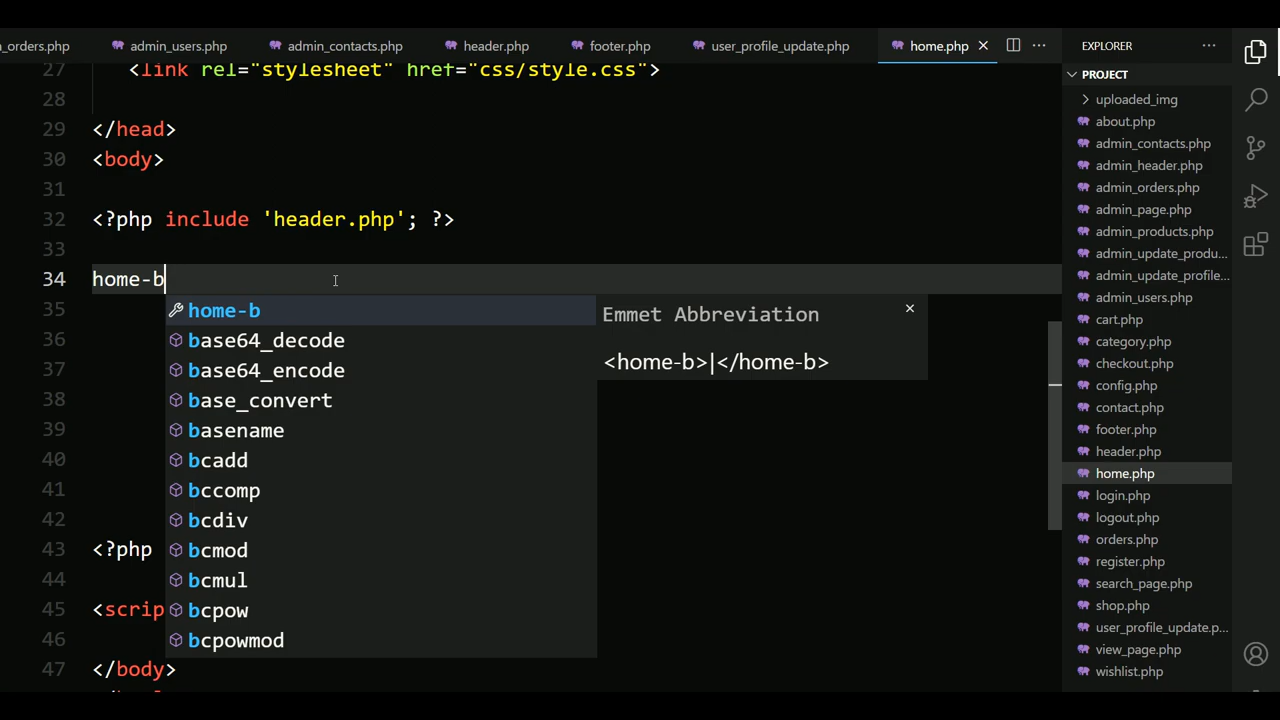 n_orders.php admin_users.php admin_contacts.php header.php footer.php user_profile_update.php home.php
27 <link rel="stylesheet" href="css/style.css">
28
29 </head>
30 <body>
31
32 <?php include 'header.php'; ?>
33
34 home-b
35
36
37
38
39
40
41
42
43 <?php
44
45 <scrip
46
47 </body>
home-b
base64_decode
base64_encode
base_convert
basename
bcadd
bccomp
bcdiv
bcmod
bcmul
bcpow
bcpowmod
Emmet Abbreviation
<home-b>|</home-b>
EXPLORER
PROJECT
uploaded_img
about.php
admin_contacts.php
admin_header.php
admin_orders.php
admin_page.php
admin_products.php
admin_update_produ...
admin_update_profile...
admin_users.php
cart.php
category.php
checkout.php
config.php
contact.php
footer.php
header.php
home.php
login.php
logout.php
orders.php
register.php
search_page.php
shop.php
user_profile_update.p...
view_page.php
wishlist.php